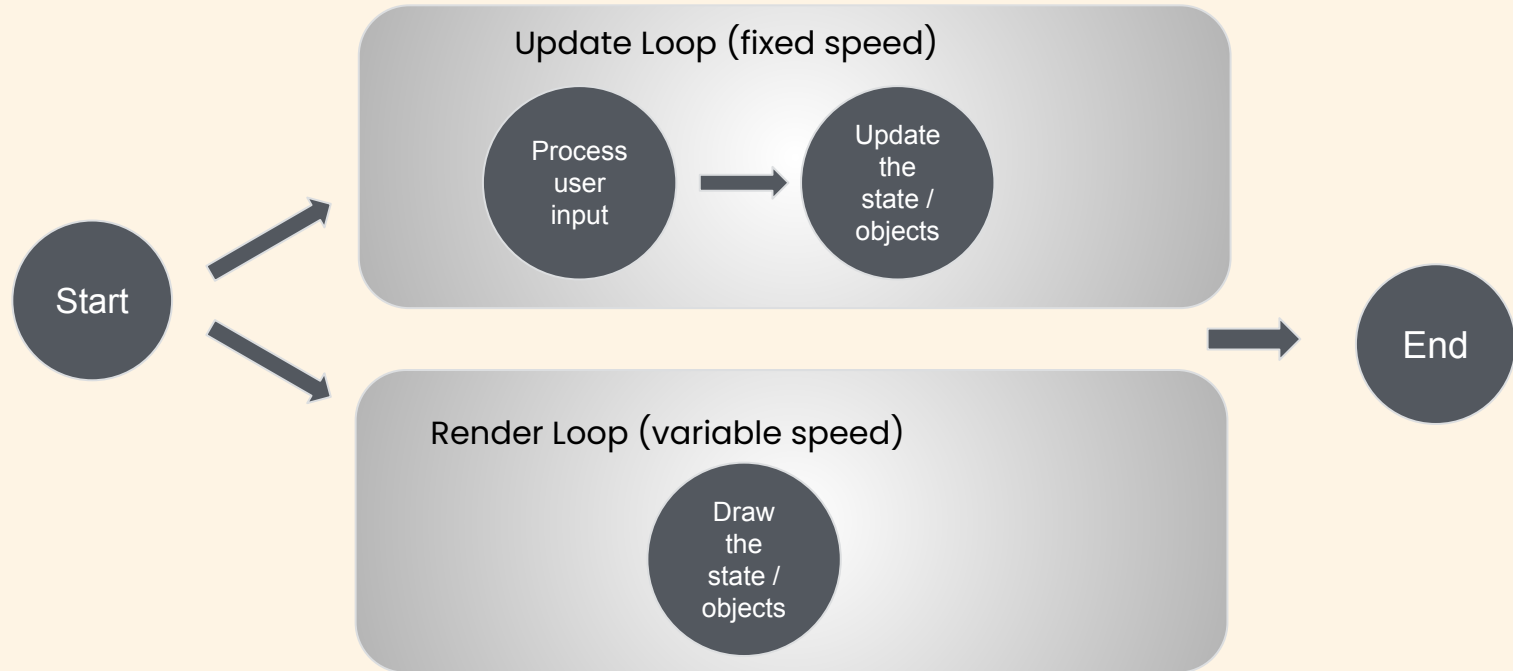 Update Loop (fixed speed)
Process
user
input
Update
the
state /
objects
Start
End
Render Loop (variable speed)
Draw
the
state /
objects